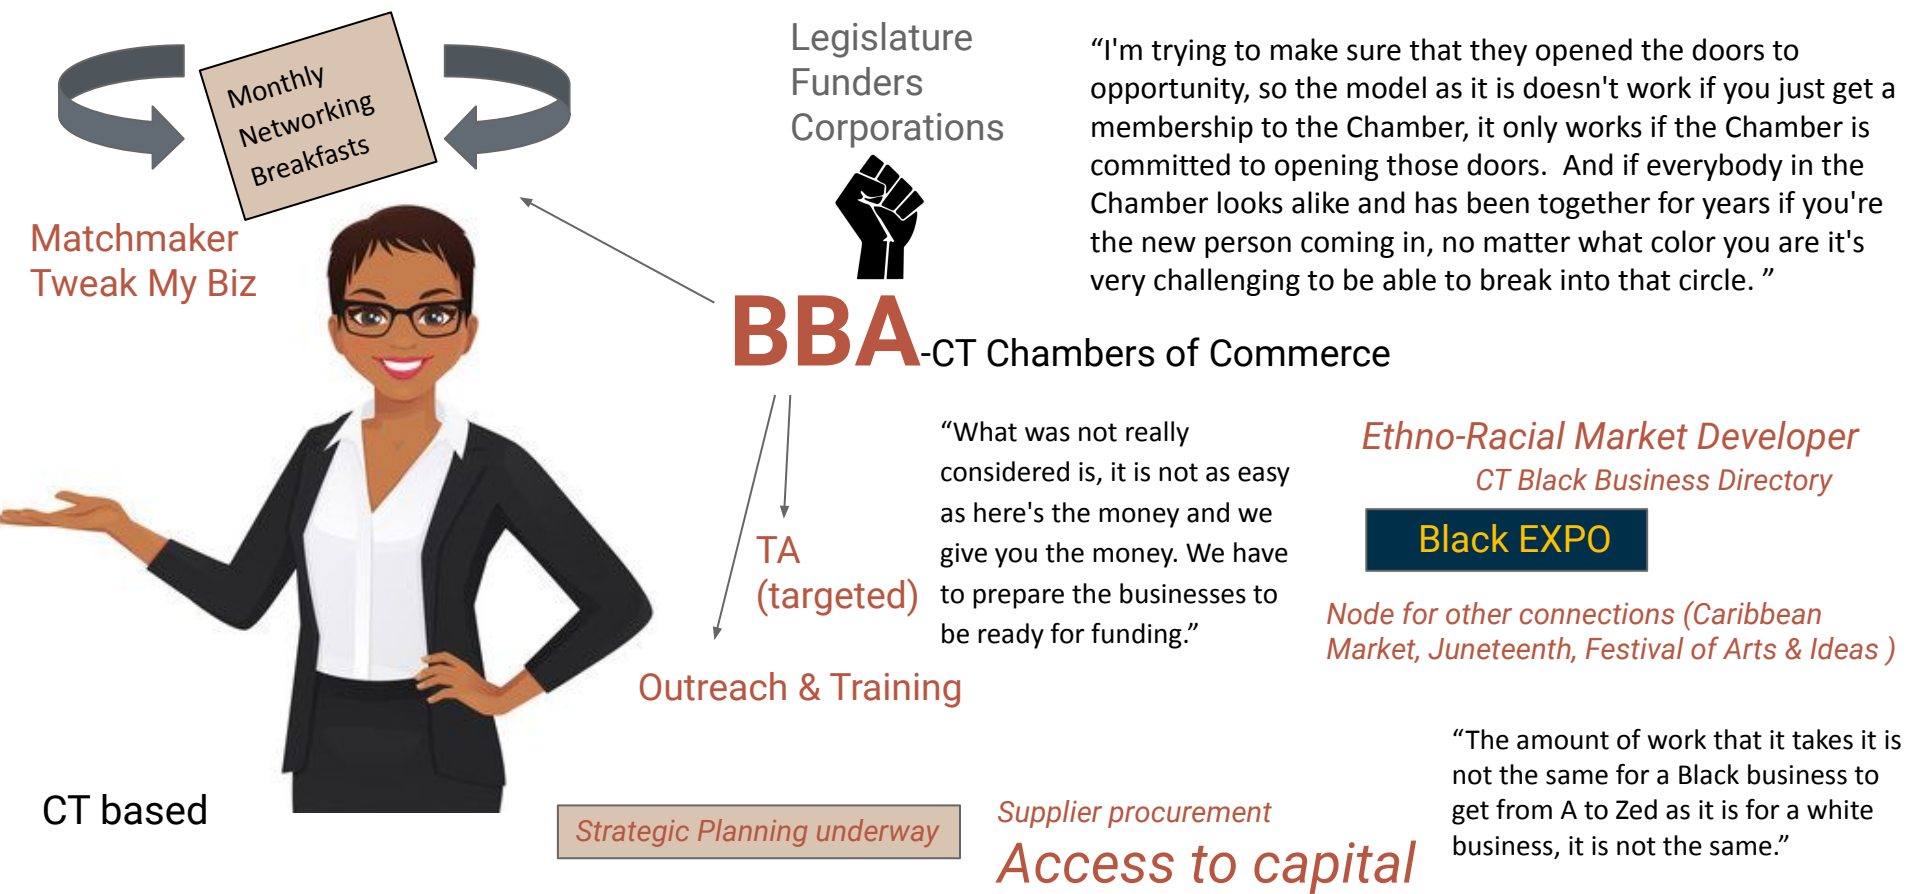 Monthly
Networking
Breakfasts
Matchmaker
Tweak My Biz
Legislature
Funders
Corporations
“I'm trying to make sure that they opened the doors to
opportunity, so the model as it is doesn't work if you just get a
membership to the Chamber, it only works if the Chamber is
committed to opening those doors.  And if everybody in the
Chamber looks alike and has been together for years if you're
the new person coming in, no matter what color you are it's
very challenging to be able to break into that circle. ”
BBA-CT Chambers of Commerce
“What was not really
considered is, it is not as easy
as here's the money and we
give you the money. We have
to prepare the businesses to
be ready for funding.”
TA
(targeted)
Outreach & Training
Ethno-Racial Market Developer
CT Black Business Directory
Black EXPO
Node for other connections (Caribbean
Market, Juneteenth, Festival of Arts & Ideas )
“The amount of work that it takes it is
not the same for a Black business to
get from A to Zed as it is for a white
business, it is not the same.”
CT based
Strategic Planning underway
Supplier procurement
Access to capital